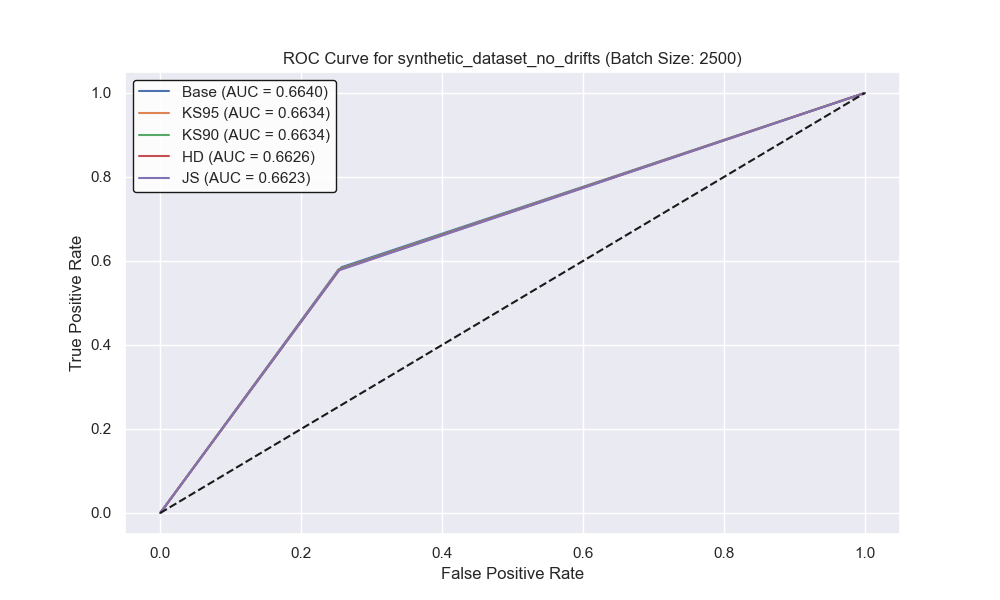 ROC Curve for synthetic_dataset_no_drifts (Batch Size: 2500)
Base (AUC = 0.6640)
KS95 (AUC = 0.6634)
KS90 (AUC = 0.6634)
HD (AUC = 0.6626)
JS (AUC = 0.6623)
True Positive Rate
1.0
0.8
0.6
0.4
0.2
0.0
0.0 0.2 0.4 0.6 0.8 1.0
False Positive Rate